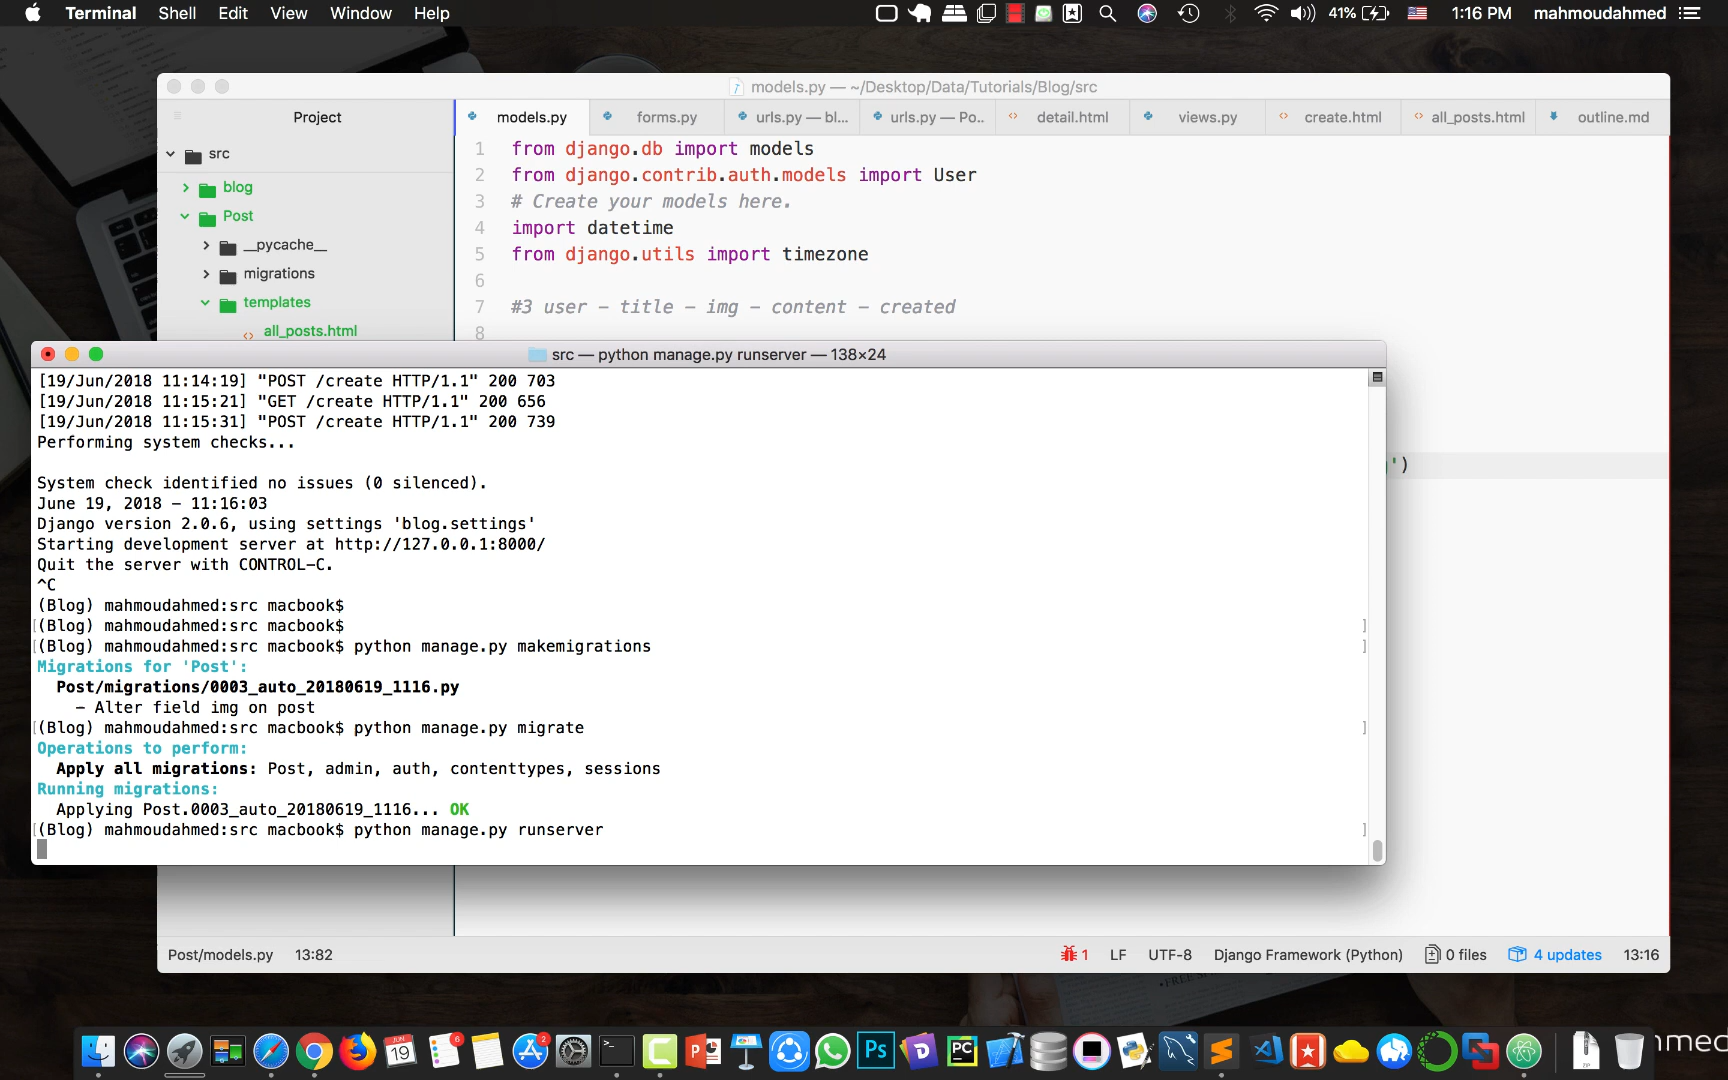 Terminal Shell Edit View Window Help 41% 1:16 PM mahmoudahmed
models.py — ~/Desktop/Data/Tutorials/Blog/src
Project models.py forms.py urls.py — bl... urls.py — Po.. detail.html views.py create.html all_posts.html outline.md
src
blog
Post
__pycache__
migrations
templates
all_posts.html
1 from django.db import models
2 from django.contrib.auth.models import User
3 # Create your models here.
4 import datetime
5 from django.utils import timezone
6
7 #3 user – title – img – content – created
8
')
src — python manage.py runserver — 138×24
[19/Jun/2018 11:14:19] "POST /create HTTP/1.1" 200 703
[19/Jun/2018 11:15:21] "GET /create HTTP/1.1" 200 656
[19/Jun/2018 11:15:31] "POST /create HTTP/1.1" 200 739
Performing system checks...
System check identified no issues (0 silenced).
June 19, 2018 – 11:16:03
Django version 2.0.6, using settings 'blog.settings'
Starting development server at http://127.0.0.1:8000/
Quit the server with CONTROL–C.
^C
(Blog) mahmoudahmed:src macbook$
[(Blog) mahmoudahmed:src macbook$ ]
[(Blog) mahmoudahmed:src macbook$ python manage.py makemigrations ]
Migrations for 'Post':
Post/migrations/0003_auto_20180619_1116.py
– Alter field img on post
[(Blog) mahmoudahmed:src macbook$ python manage.py migrate ]
Operations to perform:
Apply all migrations: Post, admin, auth, contenttypes, sessions
Running migrations:
Applying Post.0003_auto_20180619_1116... OK
[(Blog) mahmoudahmed:src macbook$ python manage.py runserver ]
Post/models.py 13:82 1 LF UTF-8 Django Framework (Python) 0 files 4 updates 13:16
19 6 2 Ps PC
hmed